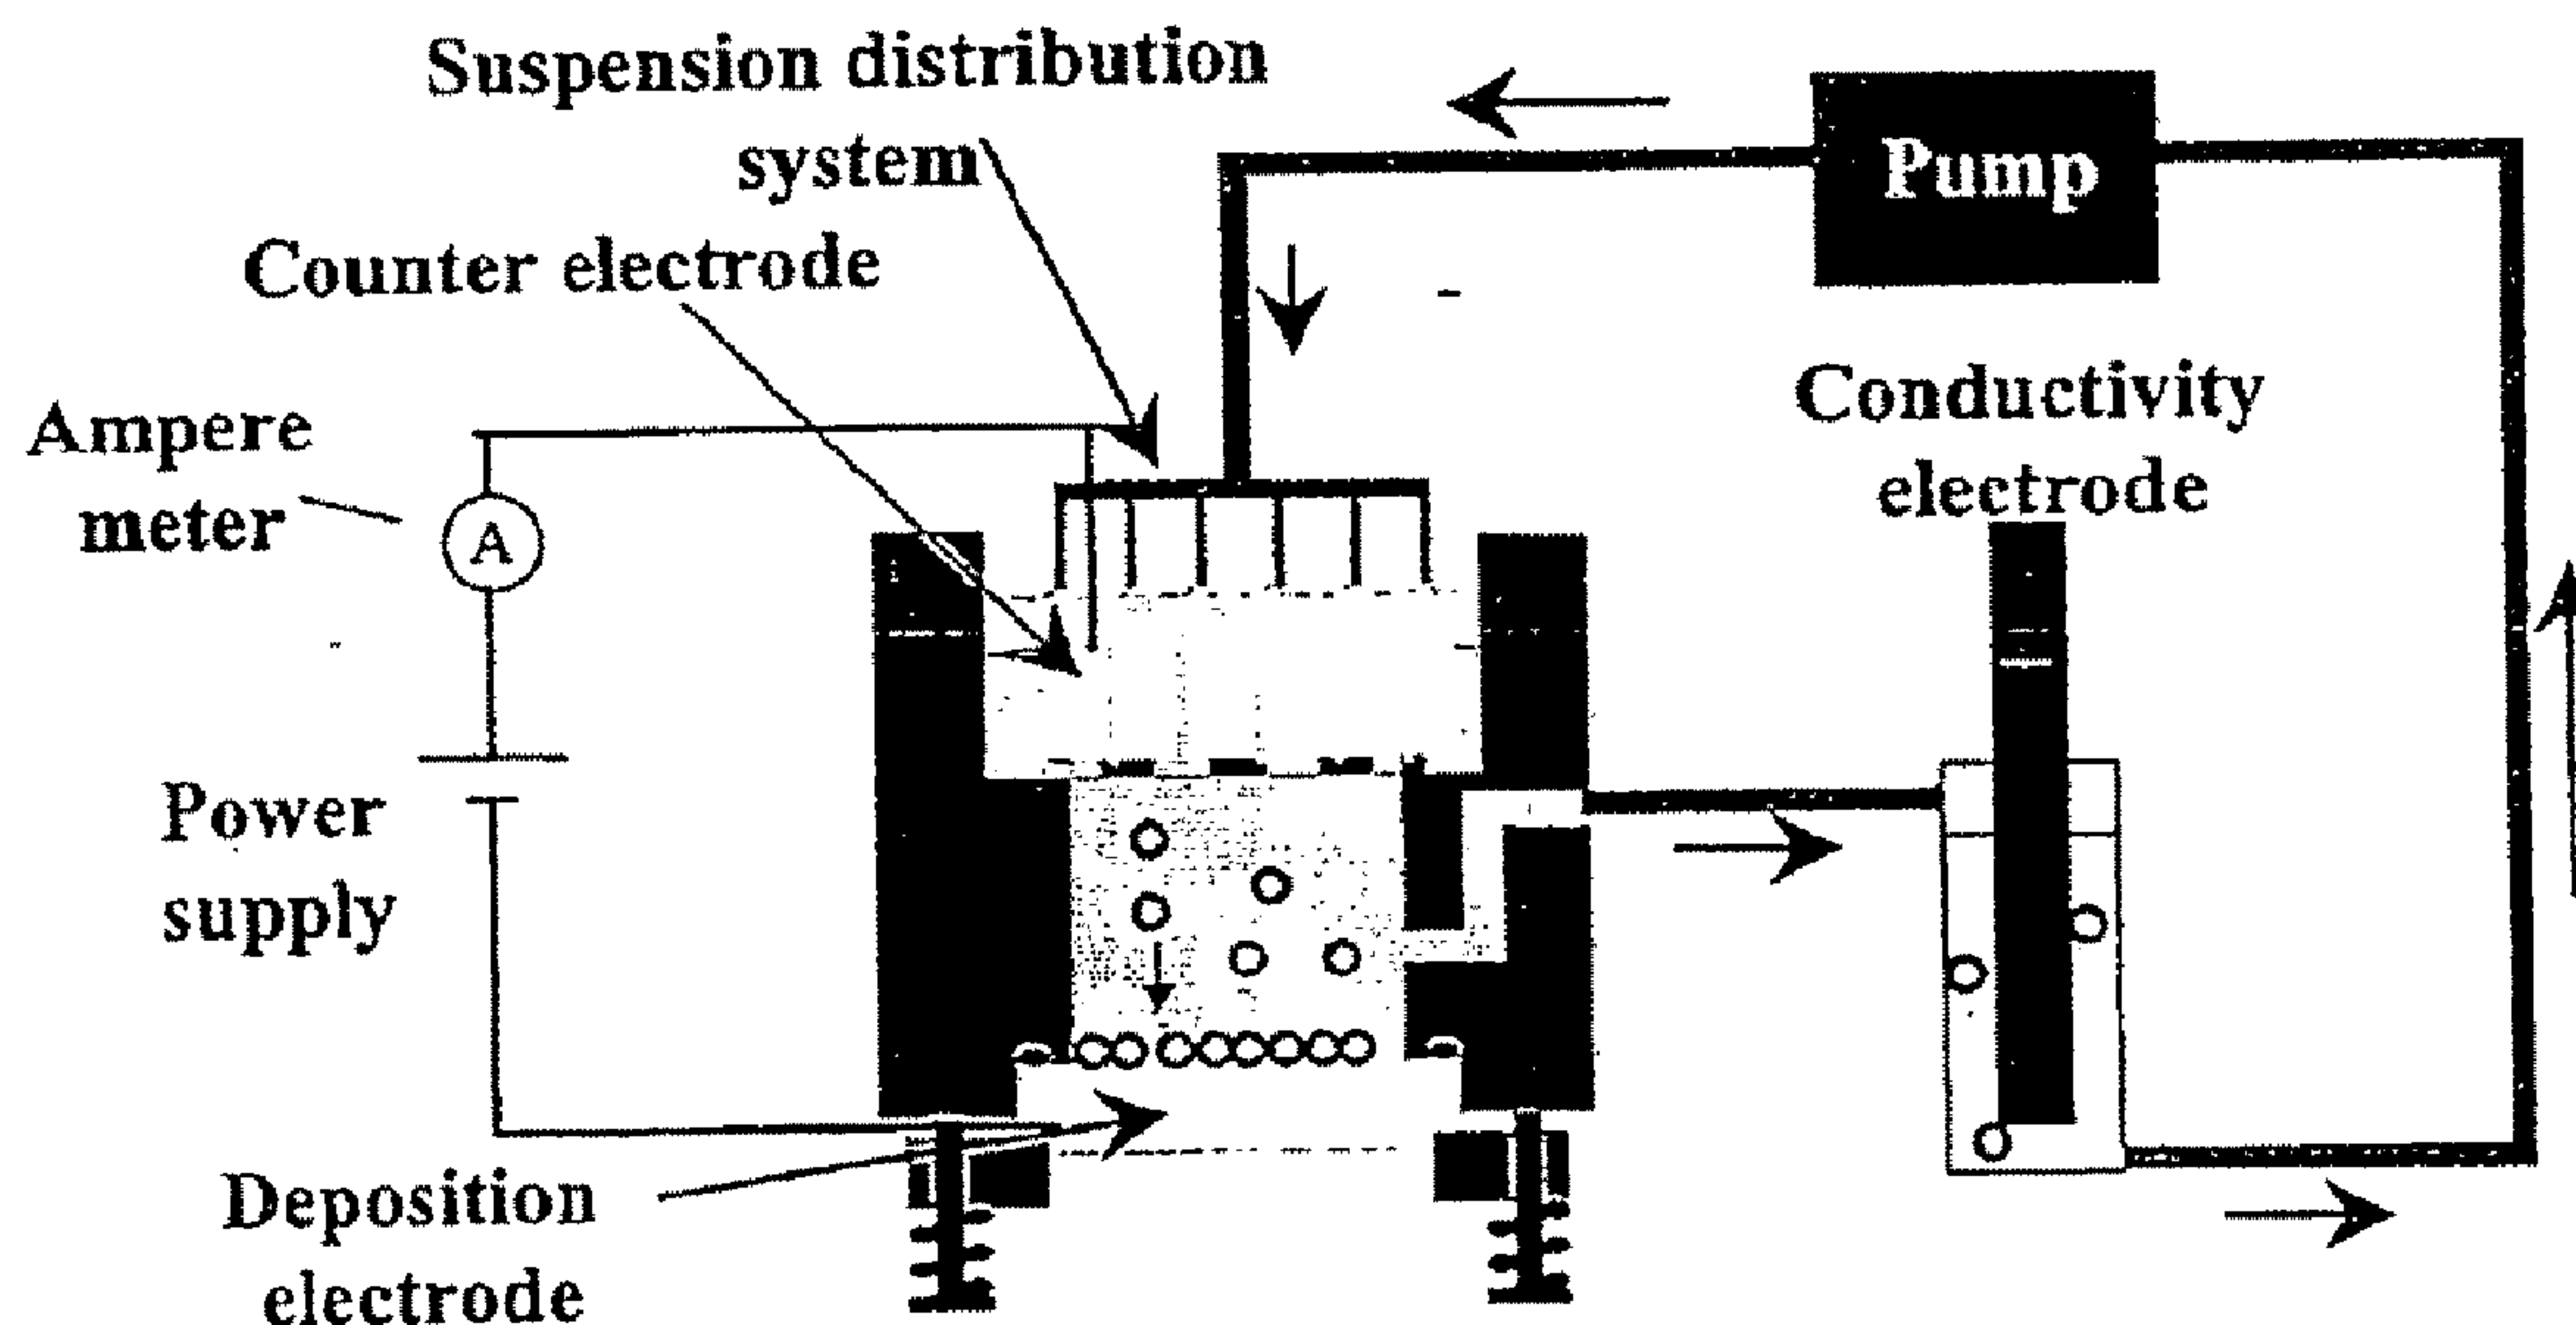 Suspension distribution
system
Counter electrode
Ampere
meter
A
Power
supply
Deposition
electrode
Pump
Conductivity
electrode